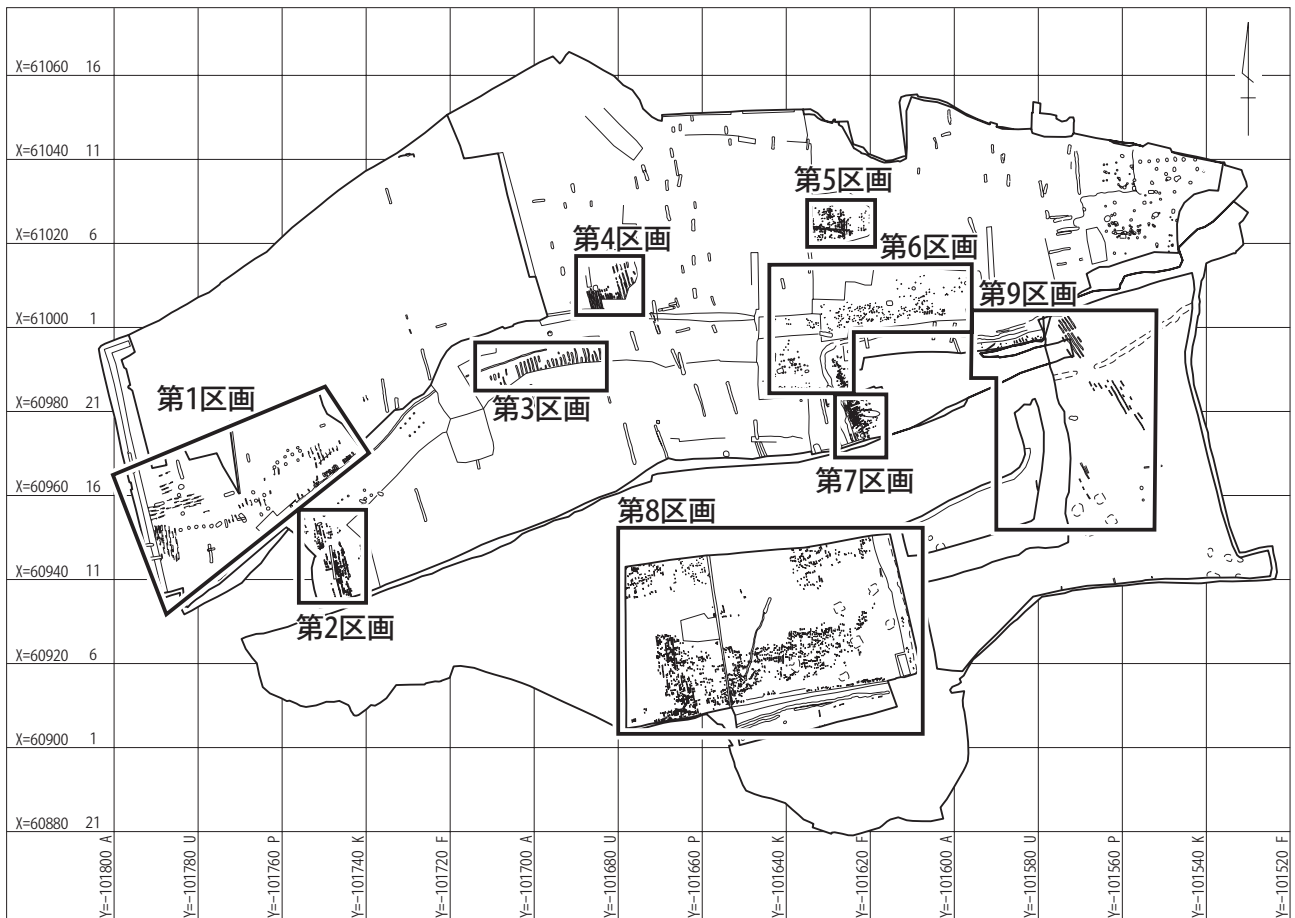 X=61060 16
X=61040 11
第5区画
X=61020 6
第4区画
第6区画
第9区画
X=61000 1
第1区画
X=60980 21
第3区画
第7区画
X=60960 16
第8区画
X=60940 11
第2区画
X=60920 6
X=60900 1
X=60880 21
Y=-101800 A
Y=-101780 U
Y=-101760 P
Y=-101740 K
Y=-101720 F
Y=-101700 A
Y=-101680 U
Y=-101660 P
Y=-101640 K
Y=-101620 F
Y=-101600 A
Y=-101580 U
Y=-101560 P
Y=-101540 K
Y=-101520 F